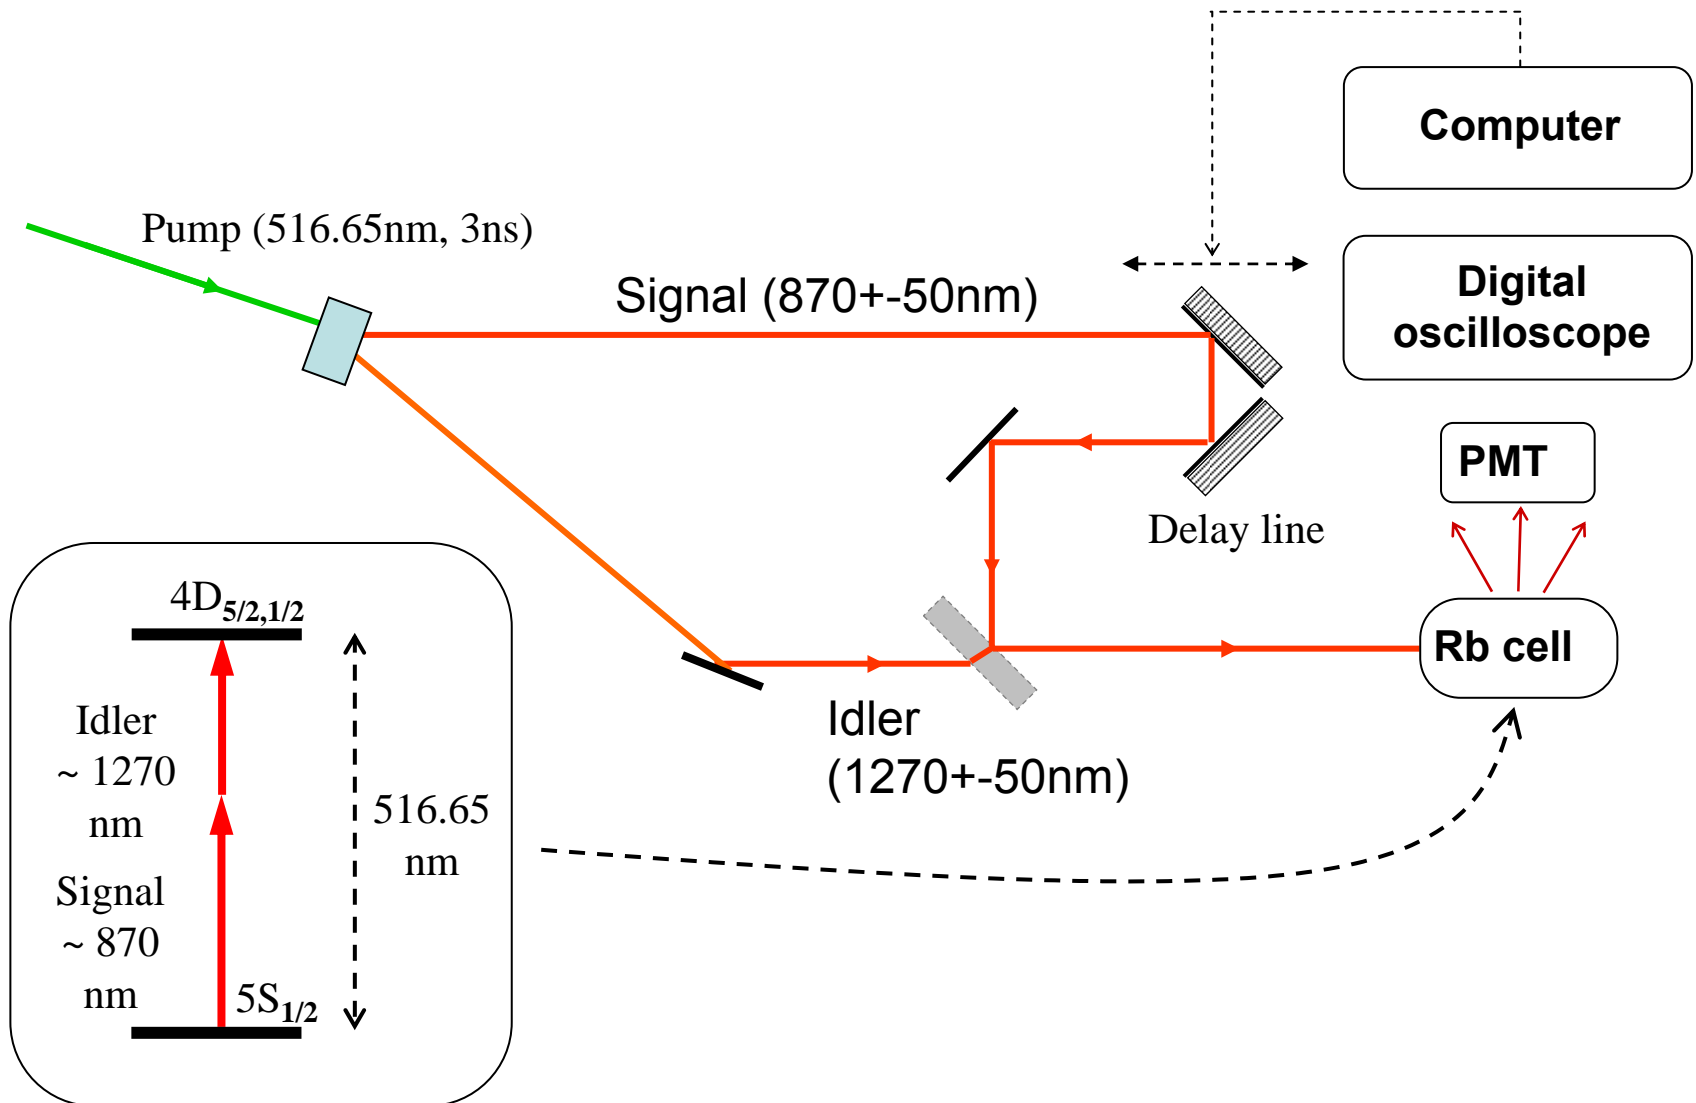 Computer
Pump (516.65nm, 3ns)
Signal (870+-50nm)
Digital
oscilloscope
PMT
Delay line
Rb cell
Idler
(1270+-50nm)
4D5/2,1/2
Idler
~ 1270
nm
516.65
nm
Signal
~ 870
nm
5S1/2